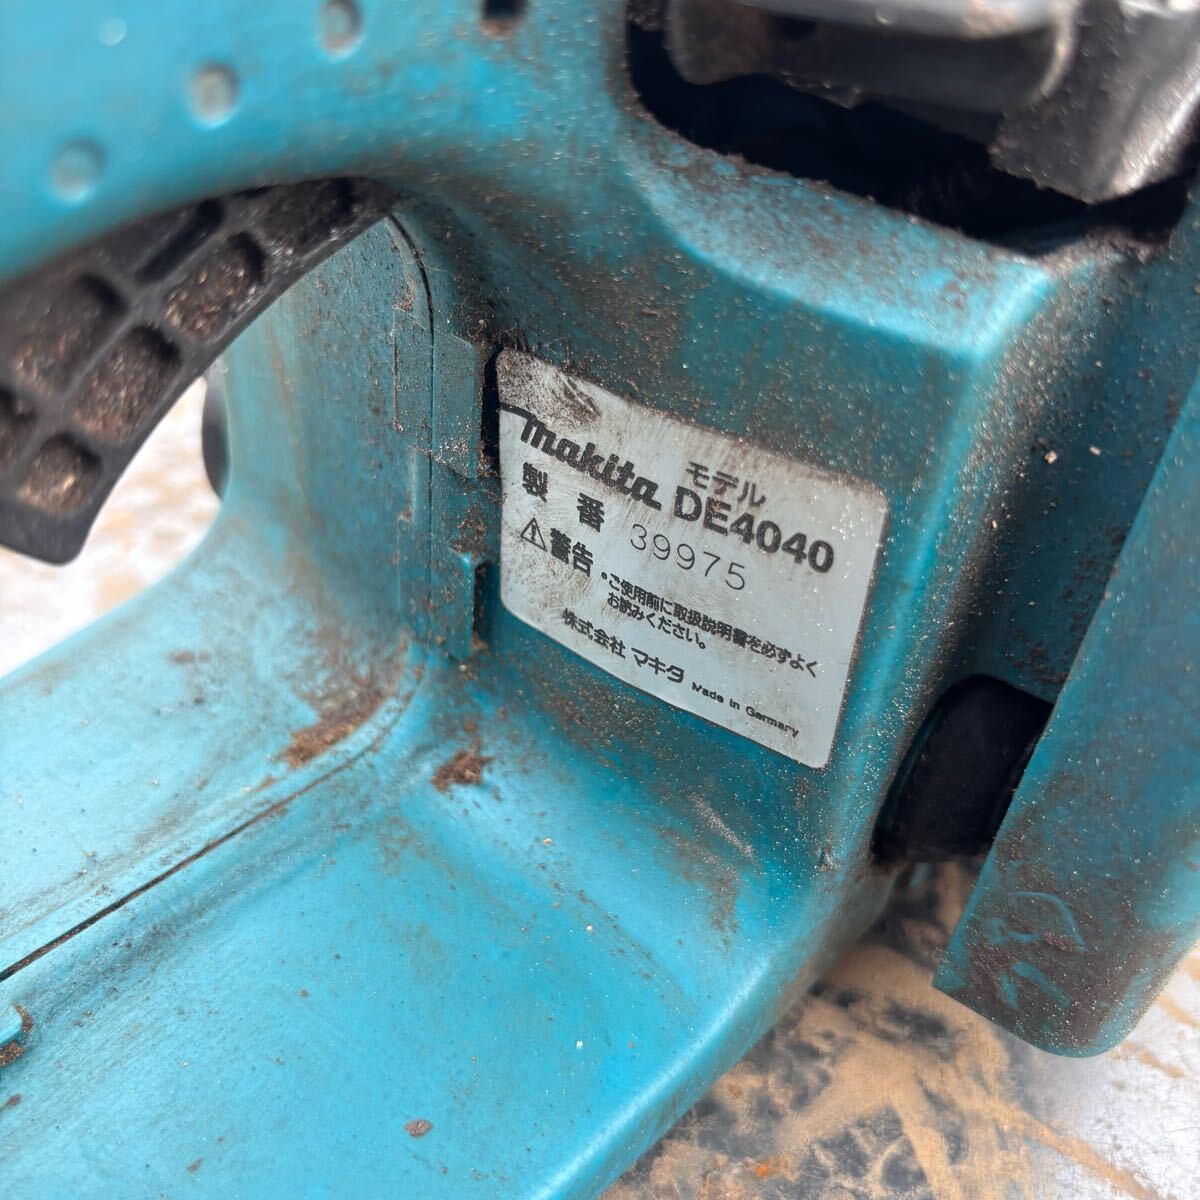 makita モデル DE4040
製番 39975
⚠警告 •ご使用前に取扱説明書を必ずよく
お読みください。
株式会社 マキタ Made in Germany